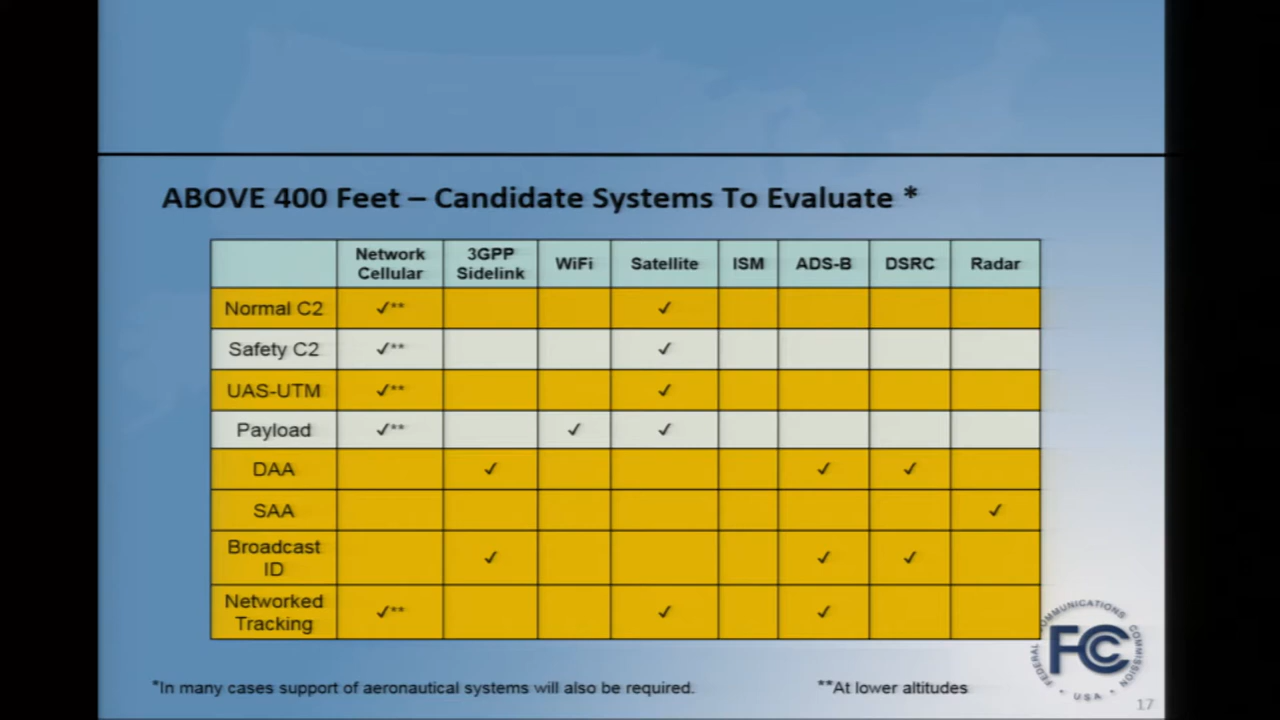 ABOVE 400 Feet – Candidate Systems To Evaluate *
Network Cellular 3GPP Sidelink WiFi Satellite ISM ADS-B DSRC Radar
Normal C2 ✓** ✓
Safety C2 ✓** ✓
UAS-UTM ✓** ✓
Payload ✓** ✓ ✓
DAA ✓ ✓ ✓
SAA ✓
Broadcast ID ✓ ✓ ✓
Networked Tracking ✓** ✓ ✓
FEDERAL COMMUNICATIONS COMMISSION
FCC
• USA •
*In many cases support of aeronautical systems will also be required. **At lower altitudes
17